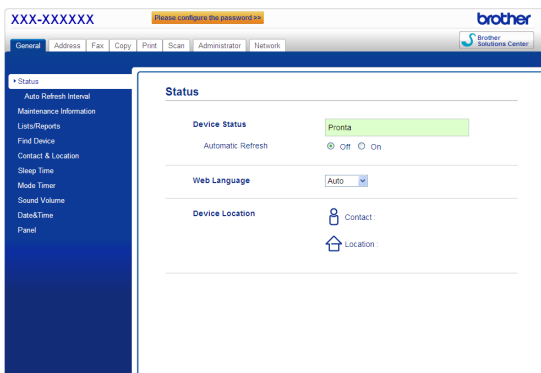 XXX-XXXXXX
Please configure the password >>
brother
General Address Fax Copy Print Scan Administrator Network
Brother Solutions Center
Status
Auto Refresh Interval
Maintenance Information
Lists/Reports
Find Device
Contact & Location
Sleep Time
Mode Timer
Sound Volume
Date&Time
Panel
Status
Device Status Pronta
Automatic Refresh Off On
Web Language Auto
Device Location Contact :
Location :